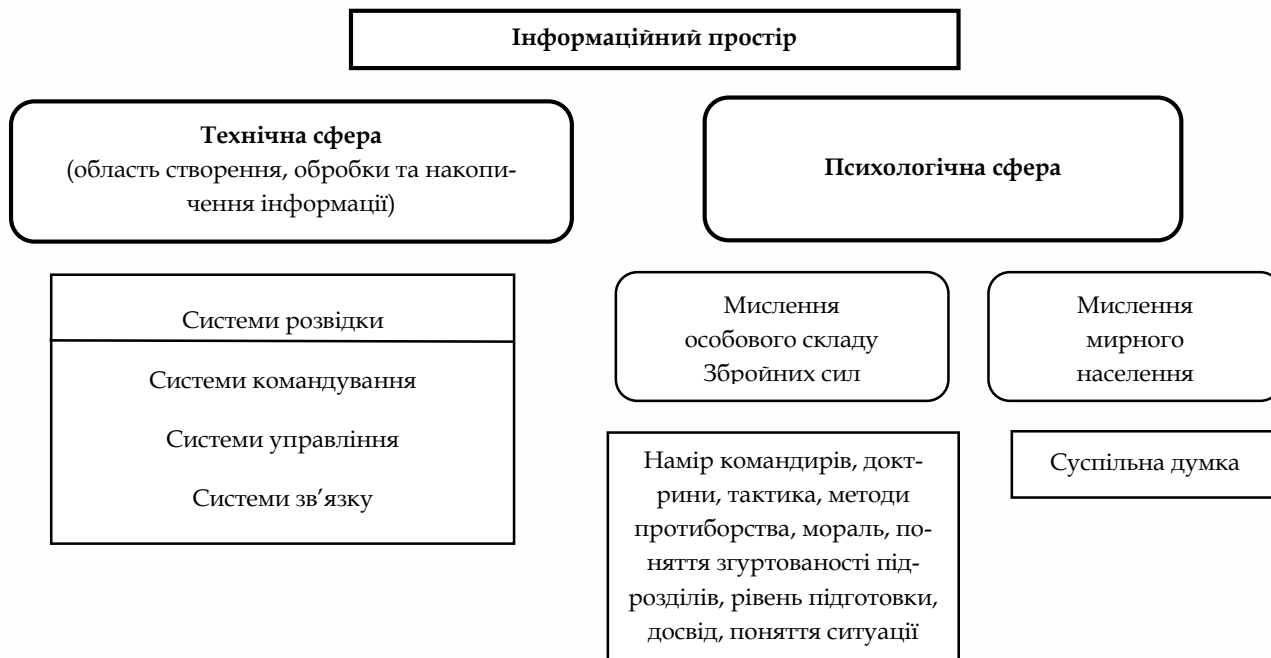 Інформаційний простір
Технічна сфера
(область створення, обробки та накопи-
чення інформації)
Психологічна сфера
Системи розвідки
Системи командування
Системи управління
Системи зв’язку
Мислення
особового складу
Збройних сил
Мислення
мирного
населення
Намір командирів, докт-
рини, тактика, методи
протиборства, мораль, по-
няття згуртованості під-
розділів, рівень підготовки,
досвід, поняття ситуації
Суспільна думка